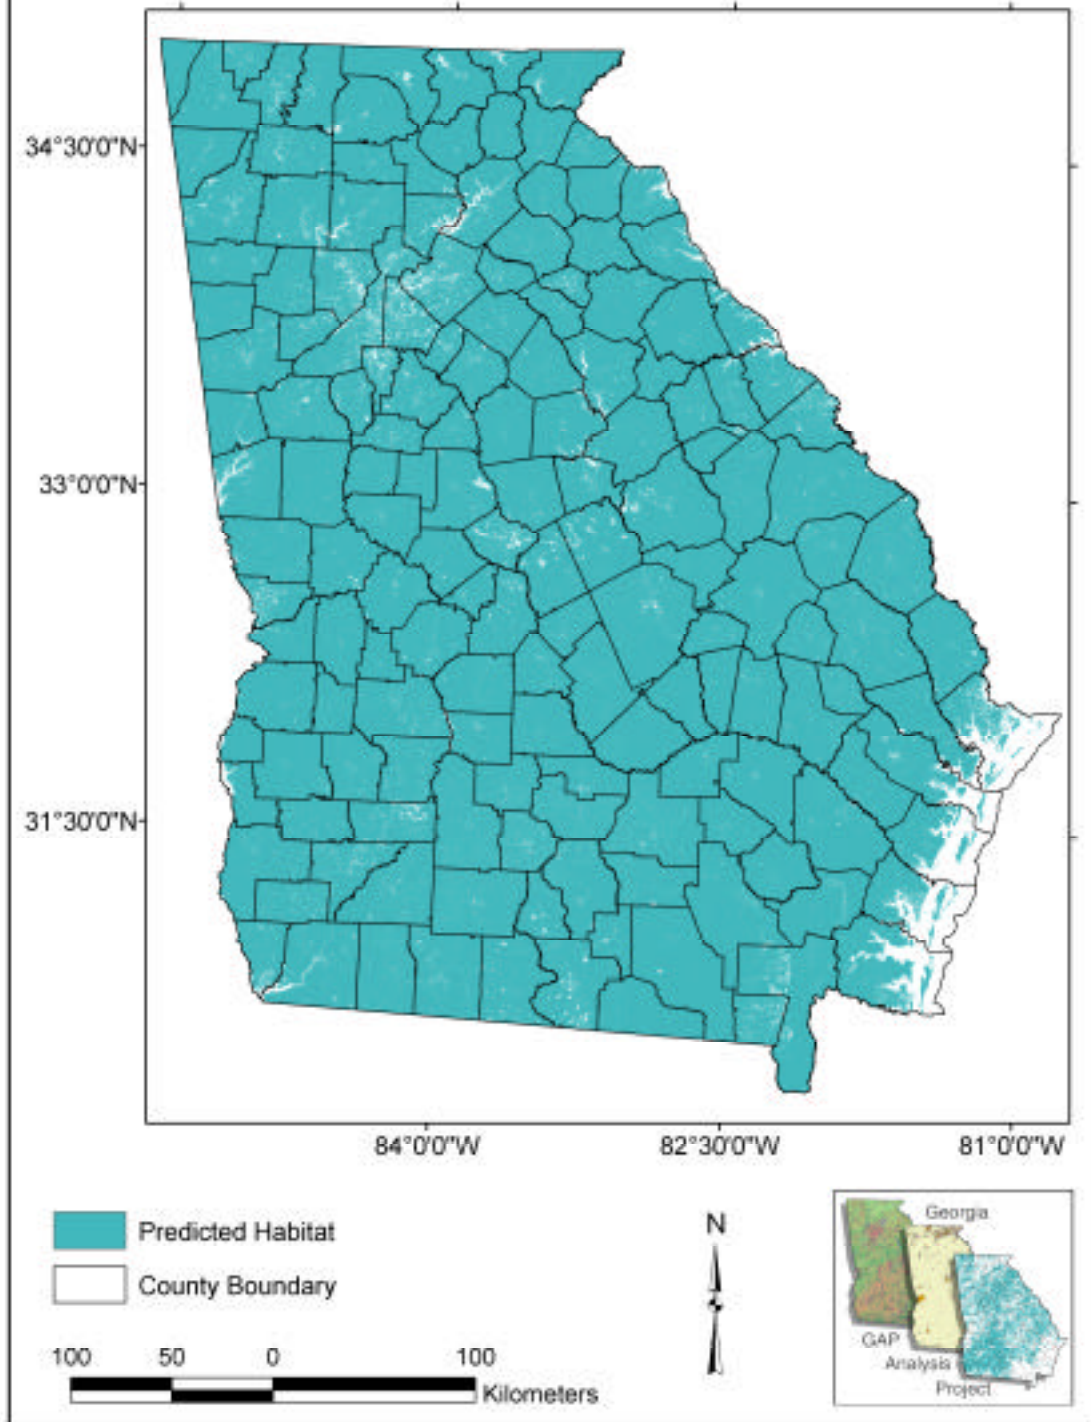 34°30'0"N
33°0'0"N
31°30'0"N
84°0'0"W 82°30'0"W 81°0'0"W
Predicted Habitat
County Boundary
N
100 50 0 100
Kilometers
Georgia
GAP
Analysis
Project